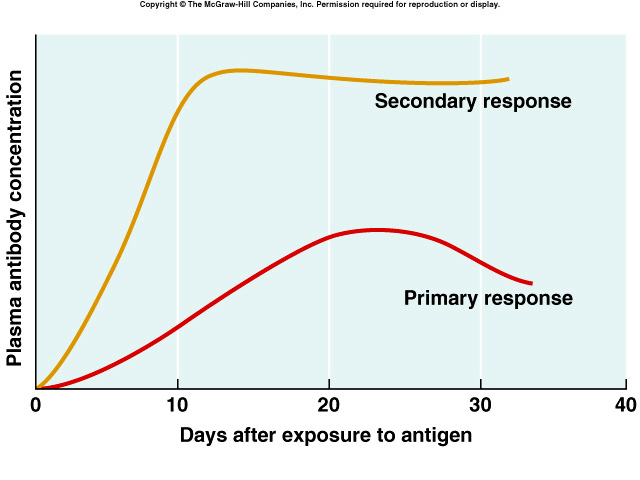 Copyright © The McGraw-Hill Companies, Inc. Permission required for reproduction or display.
Plasma antibody concentration
Secondary response
Primary response
0 10 20 30 40
Days after exposure to antigen